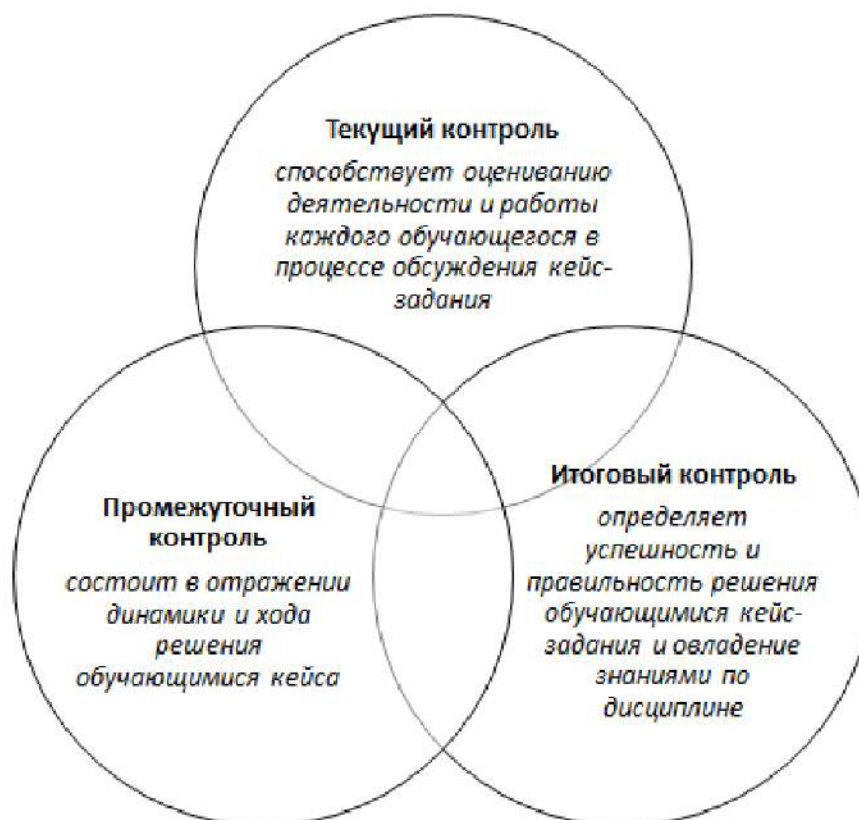 Текущий контроль
способствует оцениванию
деятельности и работы
каждого обучающегося в
процессе обсуждения кейс-
задания
Промежуточный
контроль
состоит в отражении
динамики и хода
решения
обучающимися кейса
Итоговый контроль
определяет
успешность и
правильность решения
обучающимися кейс-
задания и овладение
знаниями по
дисциплине